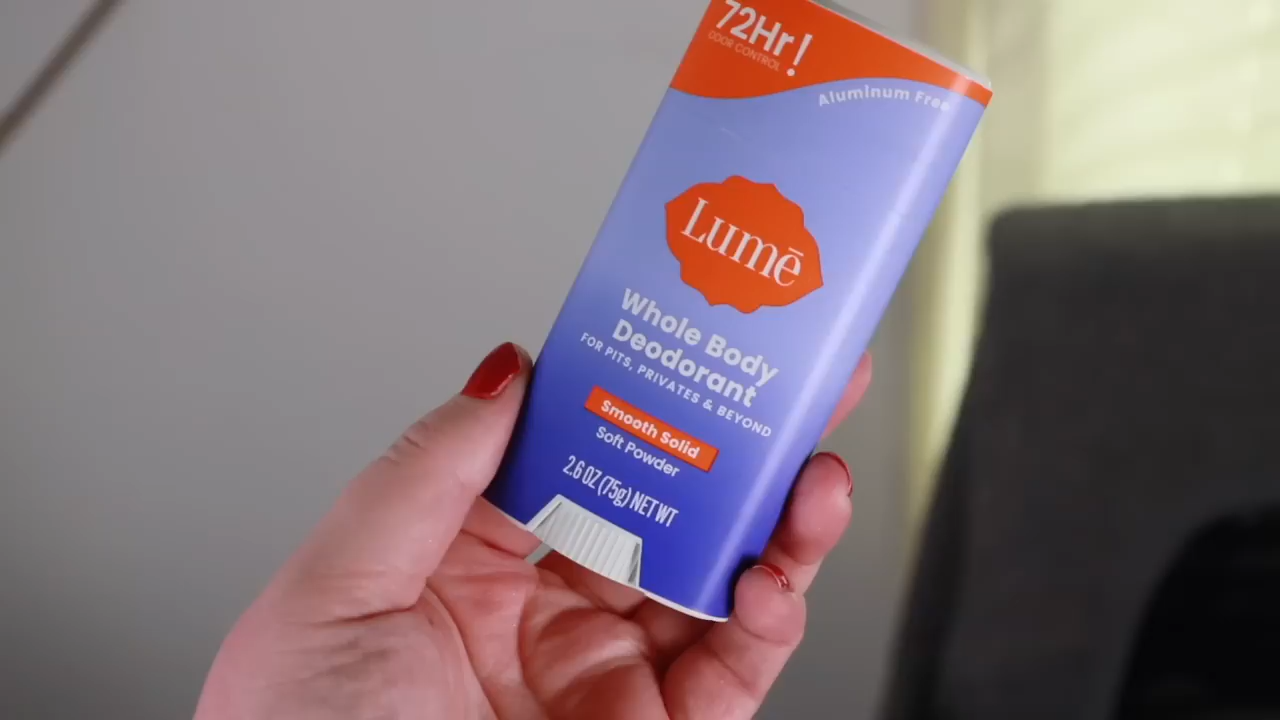 72Hr!
ODOR CONTROL
Aluminum Free
Lumē
Whole Body
Deodorant
FOR PITS, PRIVATES & BEYOND
Smooth Solid
Soft Powder
2.6 OZ (75g) NET WT